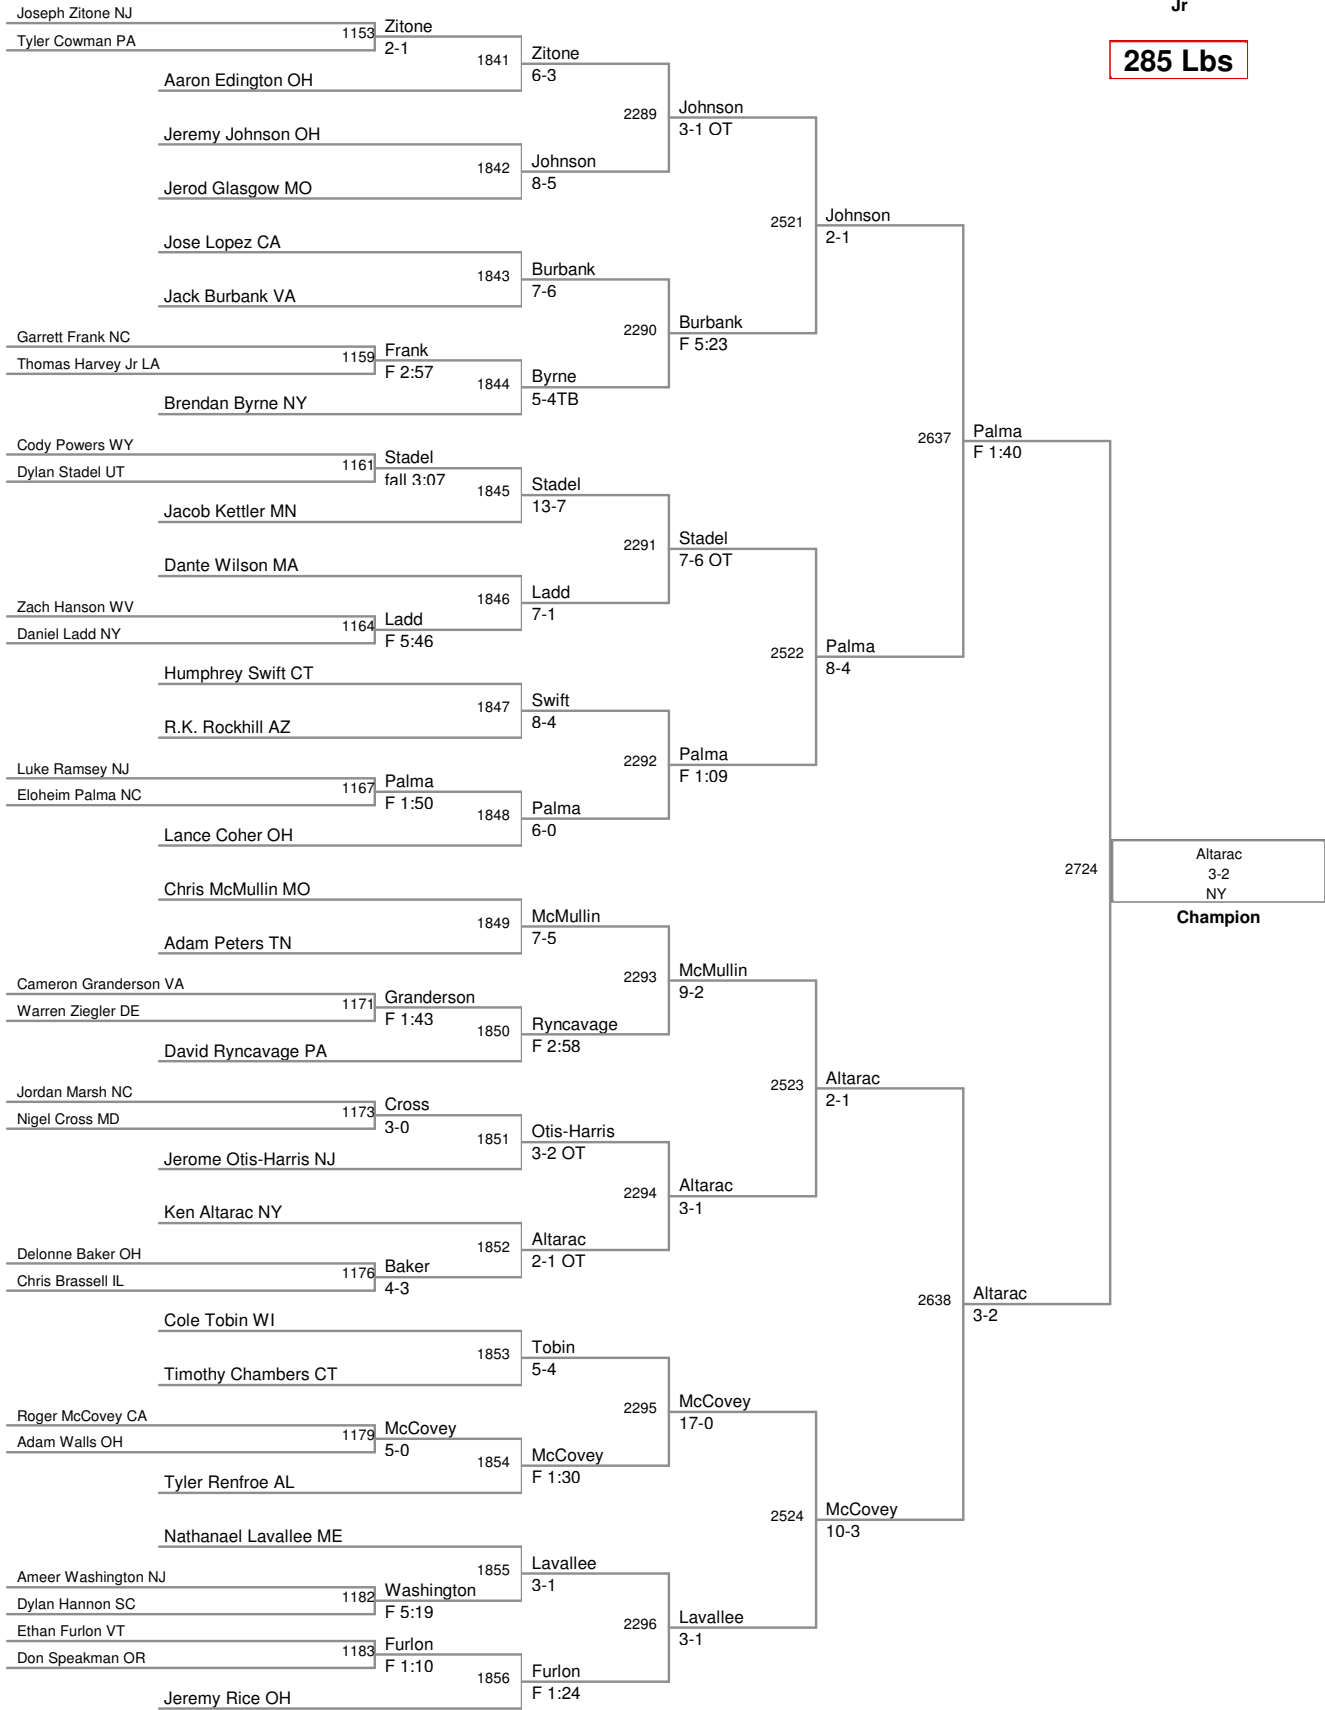 Jr
285 Lbs
Joseph Zitone NJ
Tyler Cowman PA
1153
Zitone
2-1
Aaron Edington OH
1841
Zitone
6-3
Jeremy Johnson OH
Jerod Glasgow MO
1842
Johnson
8-5
2289
Johnson
3-1 OT
Jose Lopez CA
Jack Burbank VA
1843
Burbank
7-6
Garrett Frank NC
Thomas Harvey Jr LA
1159
Frank
F 2:57
Brendan Byrne NY
1844
Byrne
5-4TB
2290
Burbank
F 5:23
2521
Johnson
2-1
Cody Powers WY
Dylan Stadel UT
1161
Stadel
fall 3:07
Jacob Kettler MN
1845
Stadel
13-7
Dante Wilson MA
Zach Hanson WV
Daniel Ladd NY
1164
Ladd
F 5:46
1846
Ladd
7-1
2291
Stadel
7-6 OT
Humphrey Swift CT
R.K. Rockhill AZ
1847
Swift
8-4
Luke Ramsey NJ
Eloheim Palma NC
1167
Palma
F 1:50
Lance Coher OH
1848
Palma
6-0
2292
Palma
F 1:09
2522
Palma
8-4
2637
Palma
F 1:40
Chris McMullin MO
Adam Peters TN
1849
McMullin
7-5
Cameron Granderson VA
Warren Ziegler DE
1171
Granderson
F 1:43
David Ryncavage PA
1850
Ryncavage
F 2:58
2293
McMullin
9-2
Jordan Marsh NC
Nigel Cross MD
1173
Cross
3-0
Jerome Otis-Harris NJ
1851
Otis-Harris
3-2 OT
Ken Altarac NY
Delonne Baker OH
Chris Brassell IL
1176
Baker
4-3
1852
Altarac
2-1 OT
2294
Altarac
3-1
2523
Altarac
2-1
Cole Tobin WI
Timothy Chambers CT
1853
Tobin
5-4
Roger McCovey CA
Adam Walls OH
1179
McCovey
5-0
Tyler Renfroe AL
1854
McCovey
F 1:30
2295
McCovey
17-0
Nathanael Lavallee ME
Ameer Washington NJ
Dylan Hannon SC
1182
Washington
F 5:19
1855
Lavallee
3-1
Ethan Furlon VT
Don Speakman OR
1183
Furlon
F 1:10
Jeremy Rice OH
1856
Furlon
F 1:24
2296
Lavallee
3-1
2524
McCovey
10-3
2638
Altarac
3-2
2724
Altarac
3-2
NY
Champion